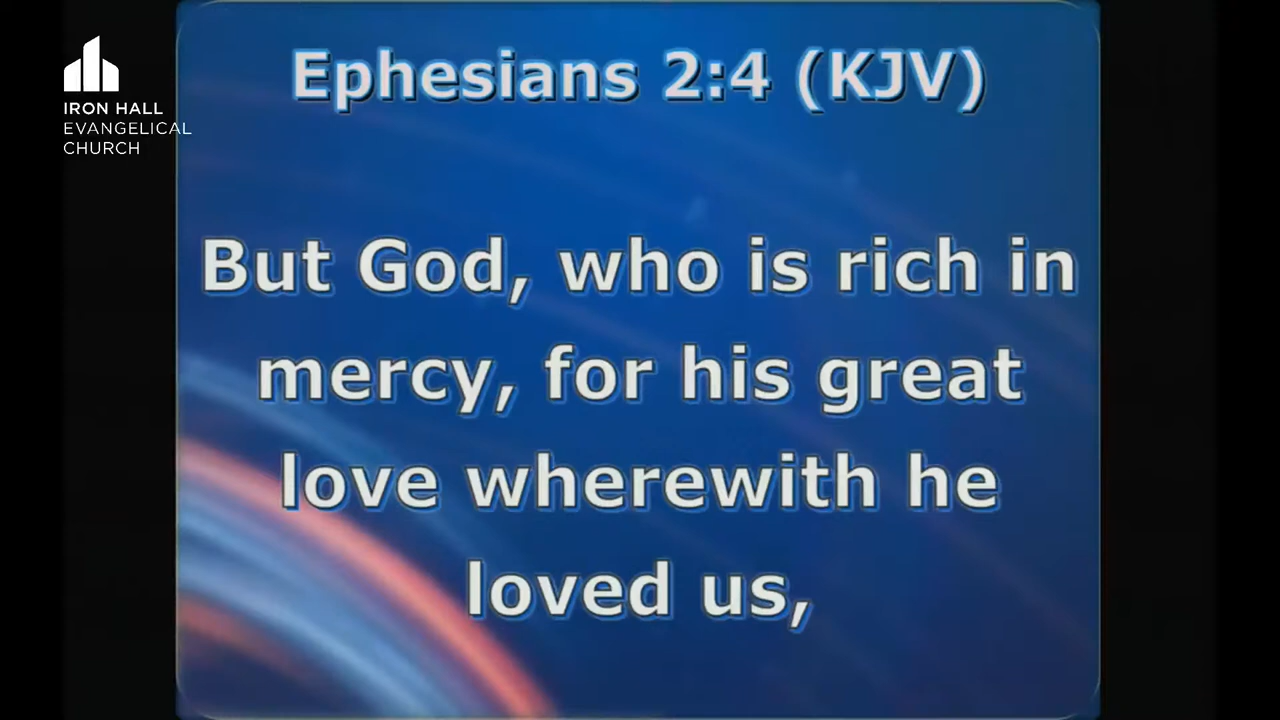 Ephesians 2:4 (KJV)
IRON HALL
EVANGELICAL
CHURCH
But God, who is rich in
mercy, for his great
love wherewith he
loved us,